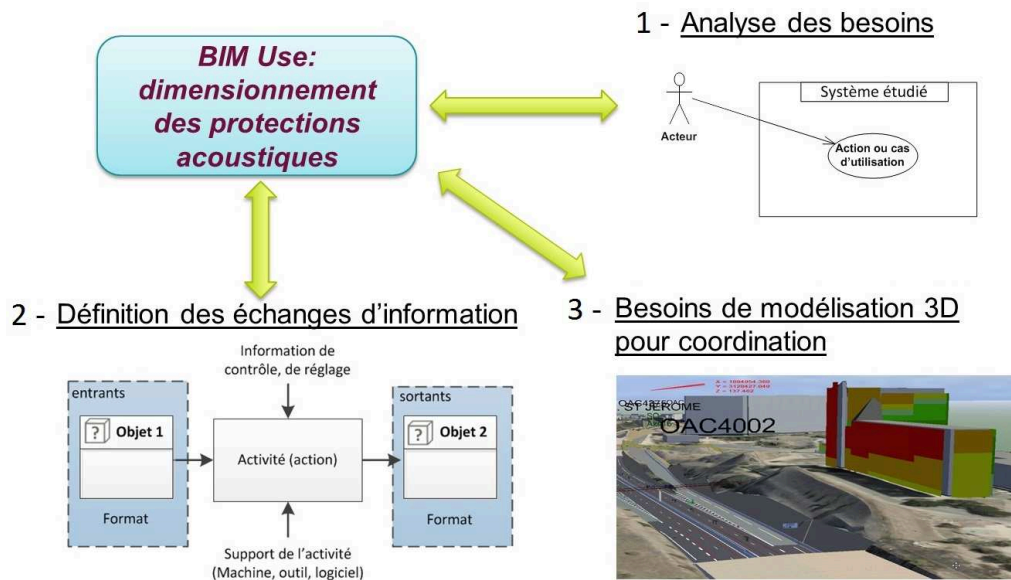 1 - Analyse des besoins
BIM Use:
dimensionnement
des protections
acoustiques
Système étudié
Acteur
Action ou cas
d'utilisation
2 - Définition des échanges d'information
Information de
contrôle, de réglage
entrants
? Objet 1
Format
Activité (action)
sortants
? Objet 2
Format
Support de l'activité
(Machine, outil, logiciel)
3 - Besoins de modélisation 3D
pour coordination
ST JEROME
OAC4002